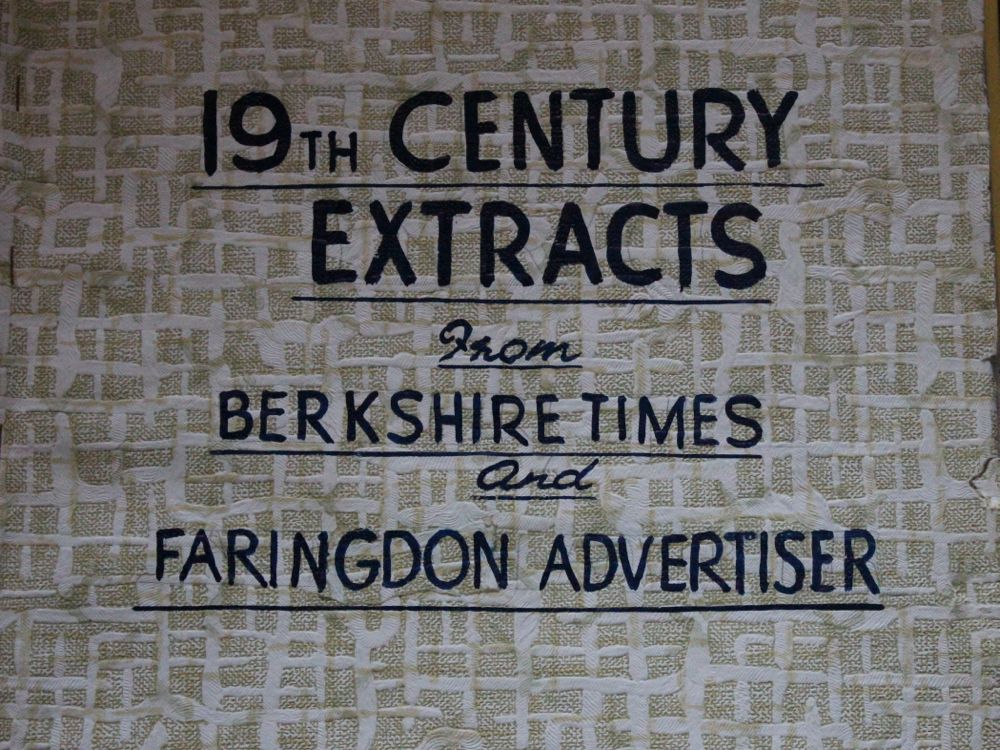 19TH CENTURY
EXTRACTS
From
BERKSHIRE TIMES
And
FARINGDON ADVERTISER